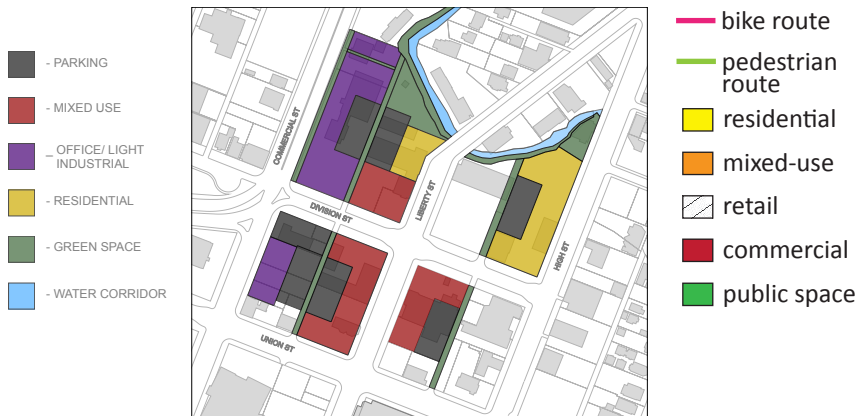 - PARKING
- MIXED USE
- OFFICE/ LIGHT
INDUSTRIAL
- RESIDENTIAL
- GREEN SPACE
- WATER CORRIDOR
COMMERCIAL ST
DIVISION ST
LIBERTY ST
HIGH ST
UNION ST
bike route
pedestrian
route
residential
mixed-use
retail
commercial
public space